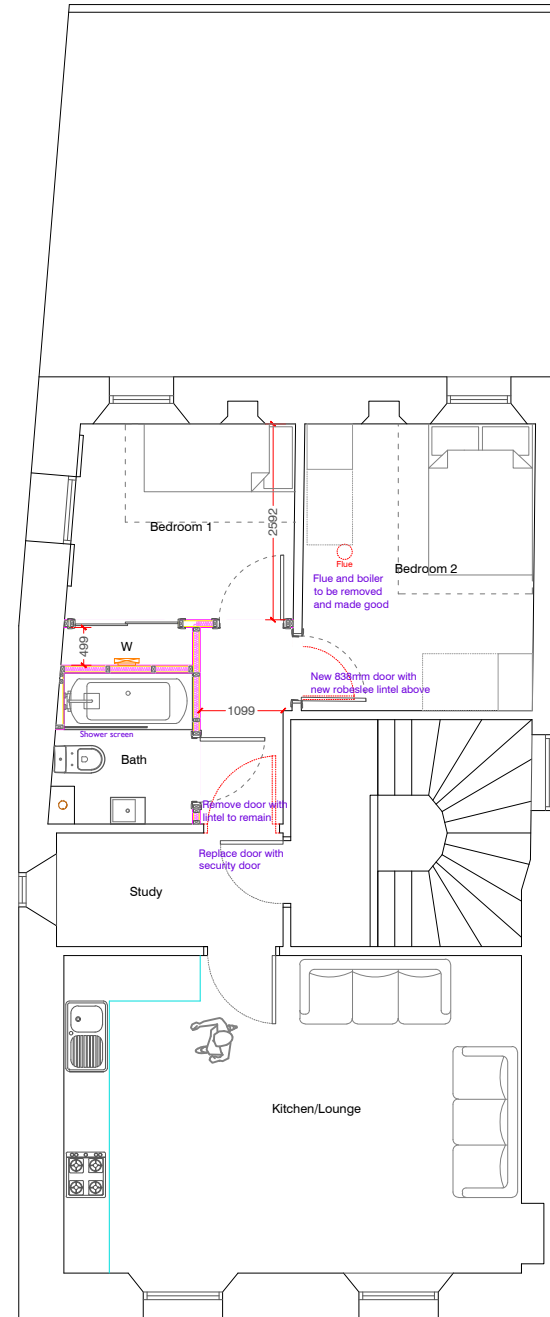 Bedroom 1
2592
Flue
Bedroom 2
Flue and boiler
to be removed
and made good
499
W
New 838mm door with
new robeslee lintel above
1099
Shower screen
Bath
Remove door with
lintel to remain
Replace door with
security door
Study
Kitchen/Lounge